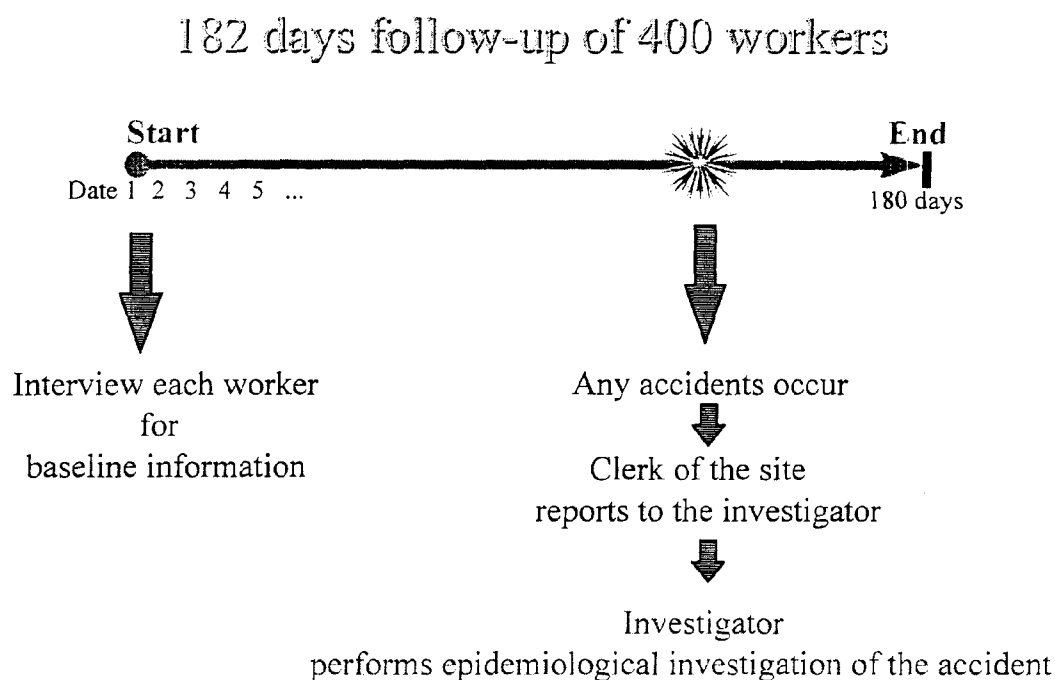 182 days follow-up of 400 workers
Start
End
Date 1 2 3 4 5 ...
180 days
Interview each worker
for
baseline information
Any accidents occur
Clerk of the site
reports to the investigator
Investigator
performs epidemiological investigation of the accident